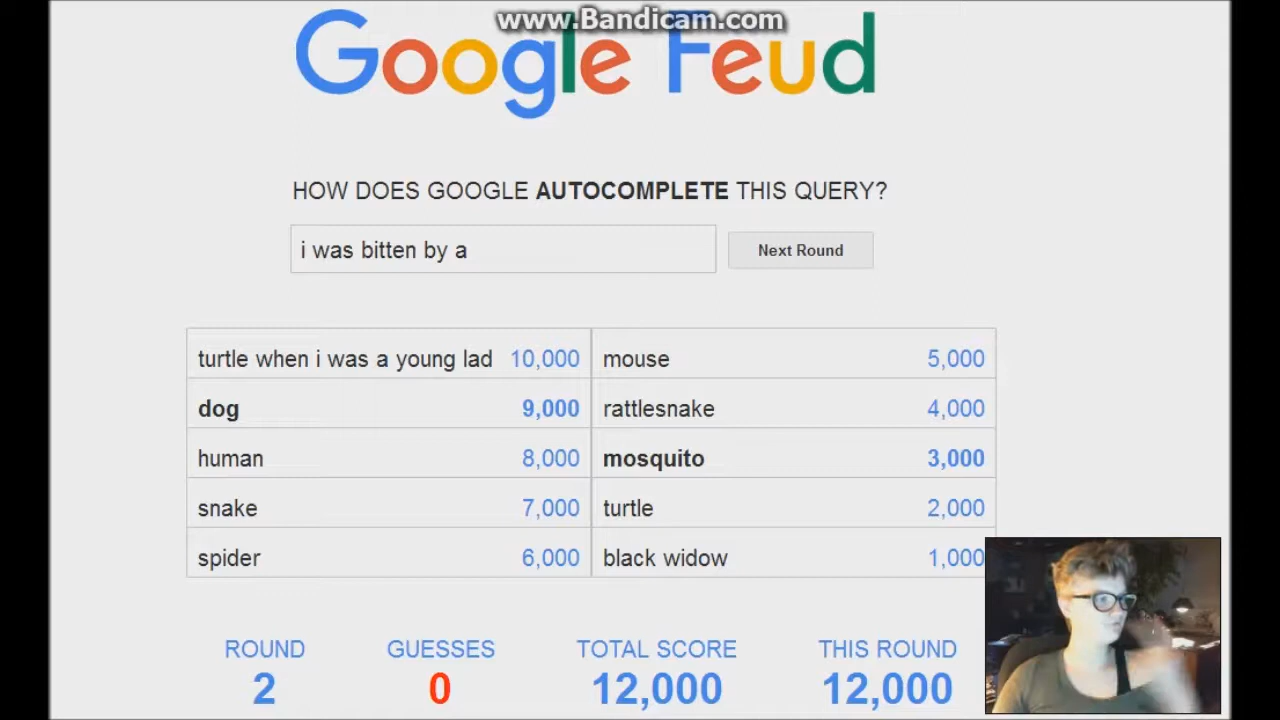 www.Bandicam.com
Google Feud
HOW DOES GOOGLE AUTOCOMPLETE THIS QUERY?
i was bitten by a
Next Round
turtle when i was a young lad 10,000 mouse 5,000
dog 9,000 rattlesnake 4,000
human 8,000 mosquito 3,000
snake 7,000 turtle 2,000
spider 6,000 black widow 1,000
ROUND GUESSES TOTAL SCORE THIS ROUND
2 0 12,000 12,000